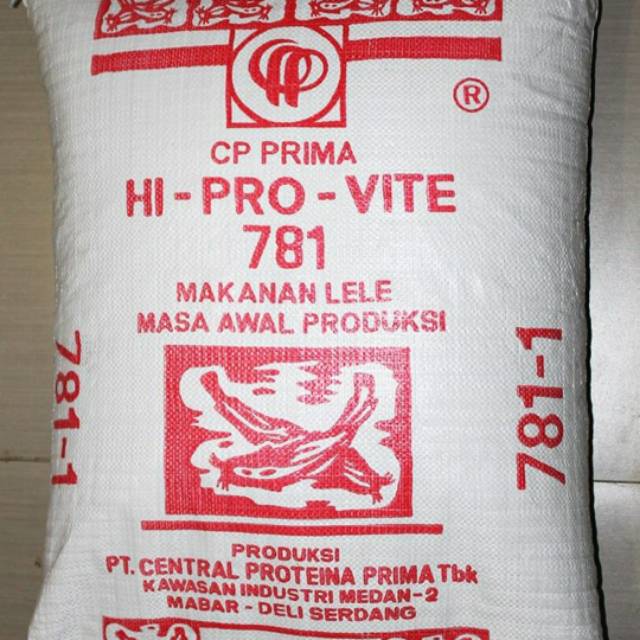 ®
CP PRIMA
HI-PRO-VITE
781
MAKANAN LELE
MASA AWAL PRODUKSI
781-1
781-1
PRODUKSI
PT. CENTRAL PROTEINA PRIMA Tbk
KAWASAN INDUSTRI MEDAN-2
MABAR - DELI SERDANG